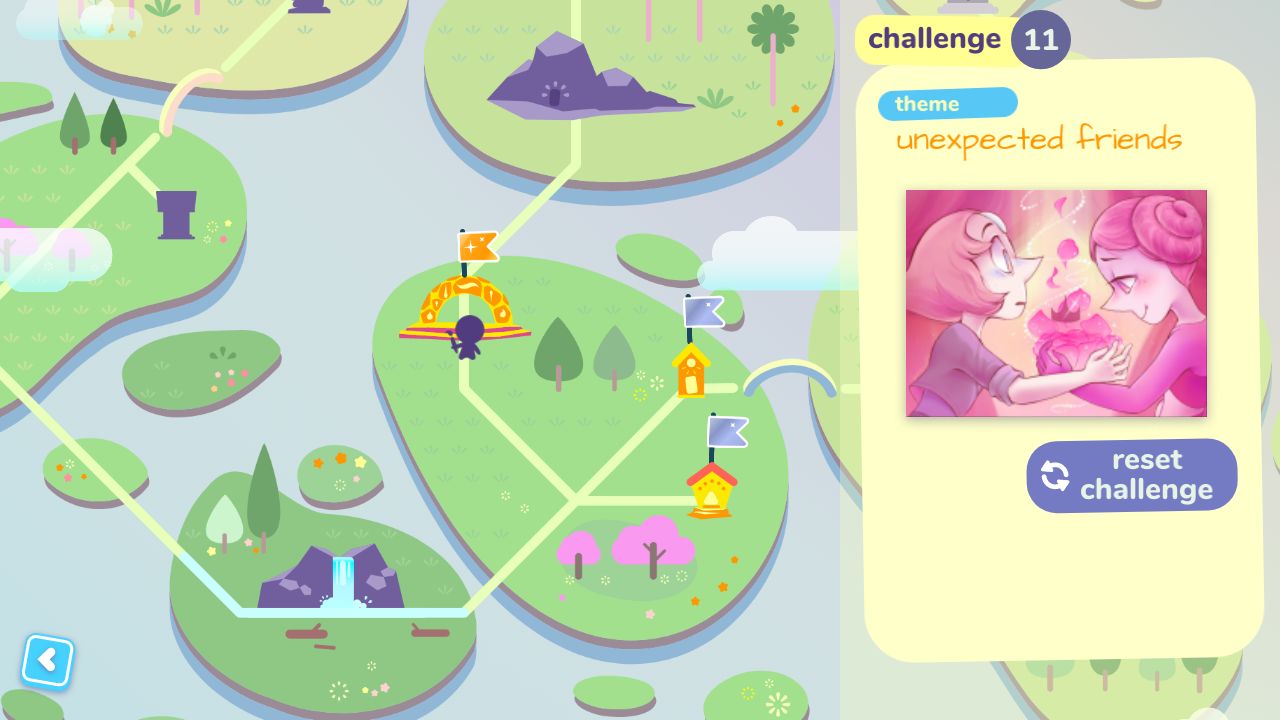 challenge 11
theme
unexpected friends
reset
challenge